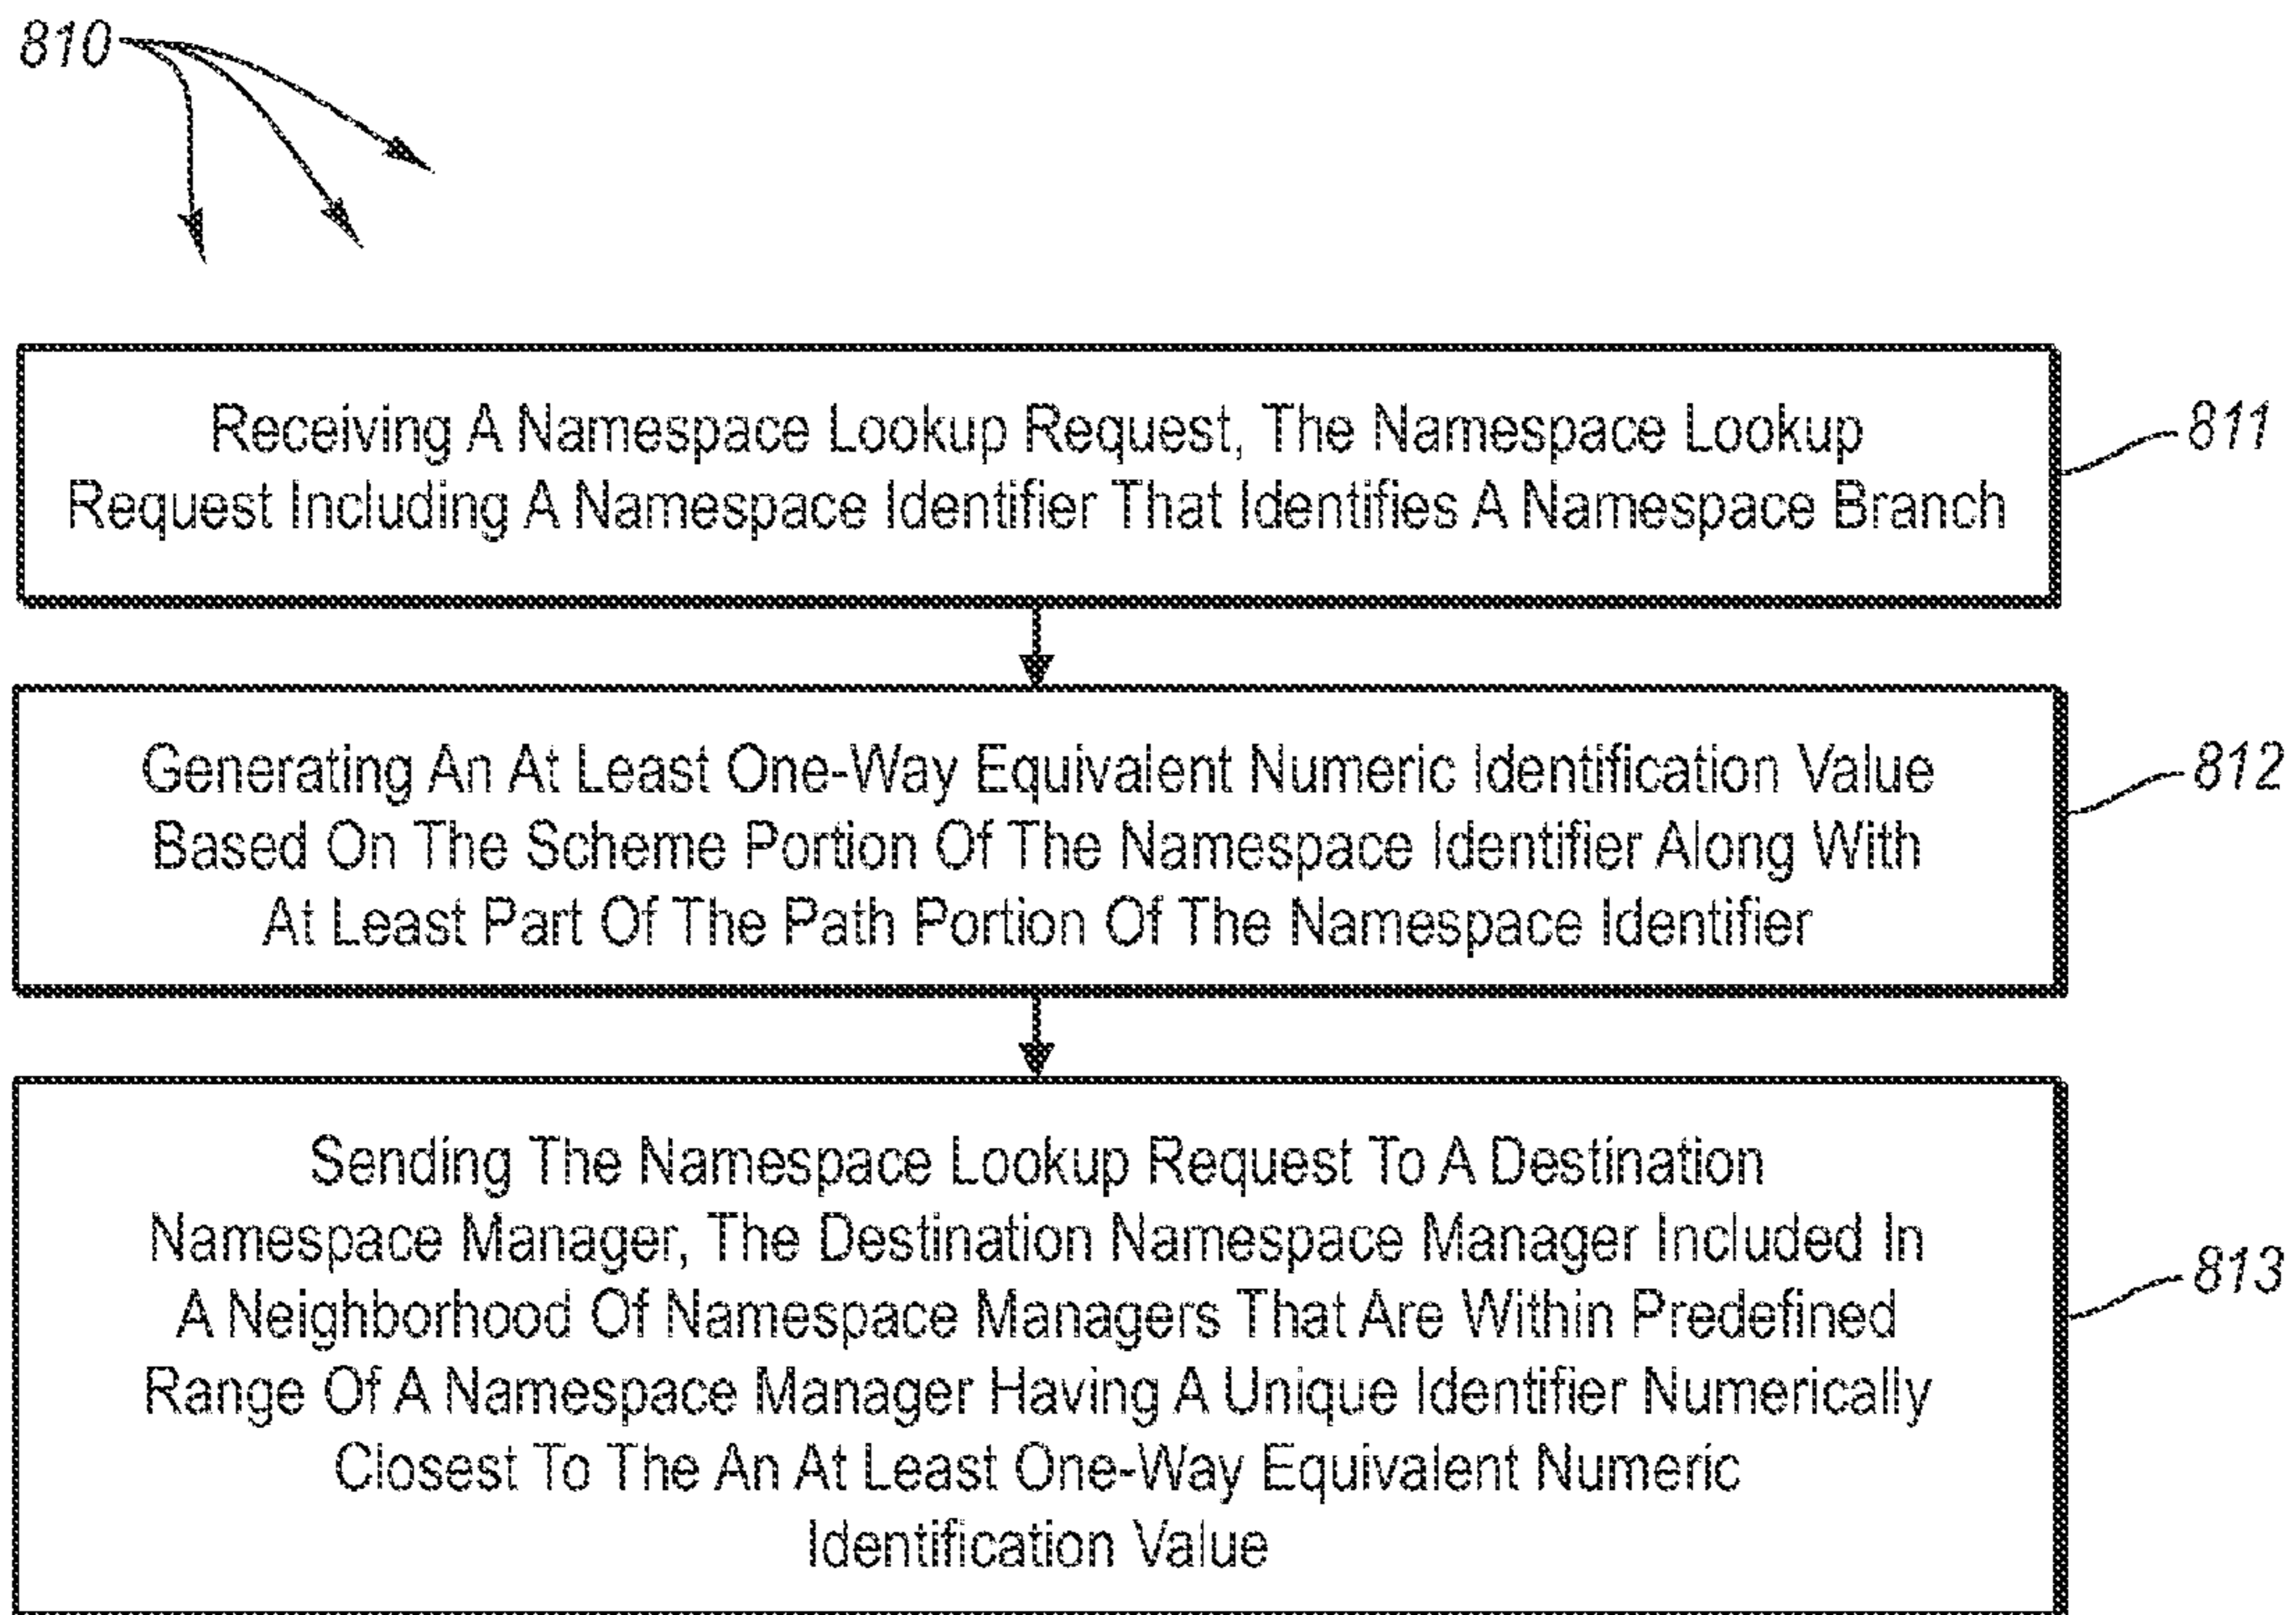 810
Receiving A Namespace Lookup Request, The Namespace Lookup
Request Including A Namespace Identifier That Identifies A Namespace Branch
811
Generating An At Least One-Way Equivalent Numeric Identification Value
Based On The Scheme Portion Of The Namespace Identifier Along With
At Least Part Of The Path Portion Of The Namespace Identifier
812
Sending The Namespace Lookup Request To A Destination
Namespace Manager, The Destination Namespace Manager Included In
A Neighborhood Of Namespace Managers That Are Within Predefined
Range Of A Namespace Manager Having A Unique Identifier Numerically
Closest To The An At Least One-Way Equivalent Numeric
Identification Value
813